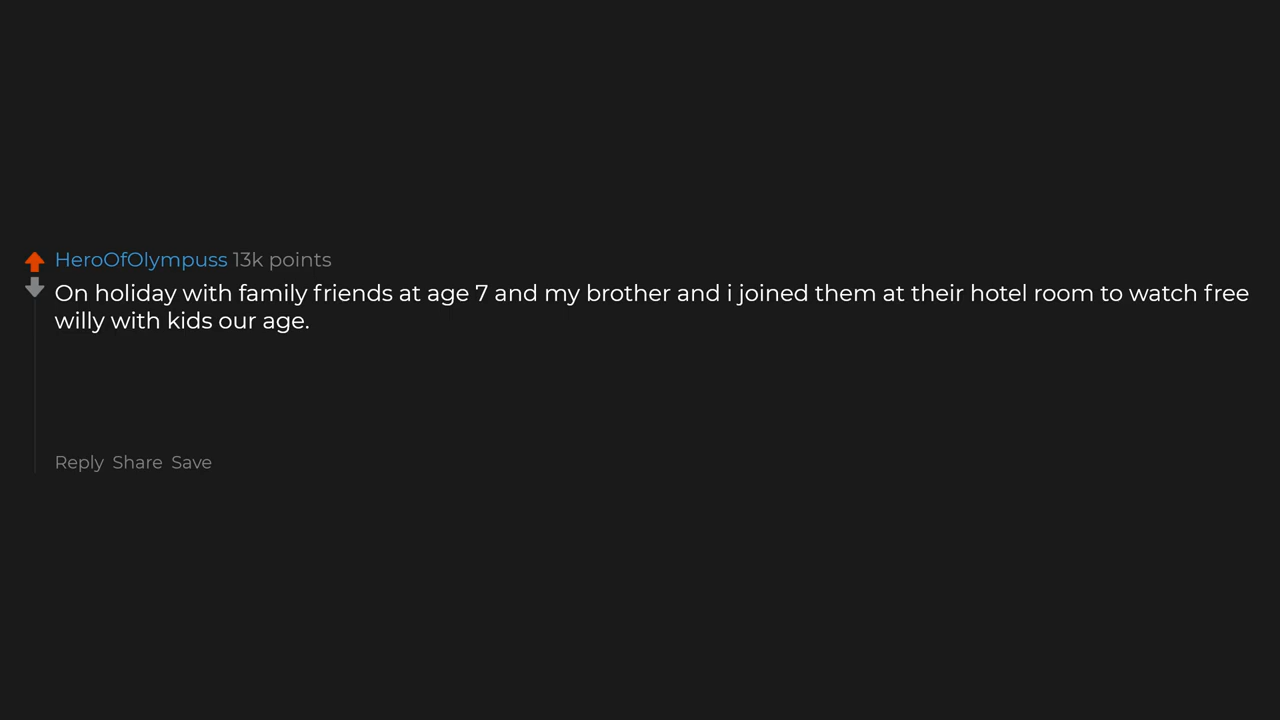 HeroOfOlympuss 13k points
On holiday with family friends at age 7 and my brother and i joined them at their hotel room to watch free
willy with kids our age.
Reply Share Save